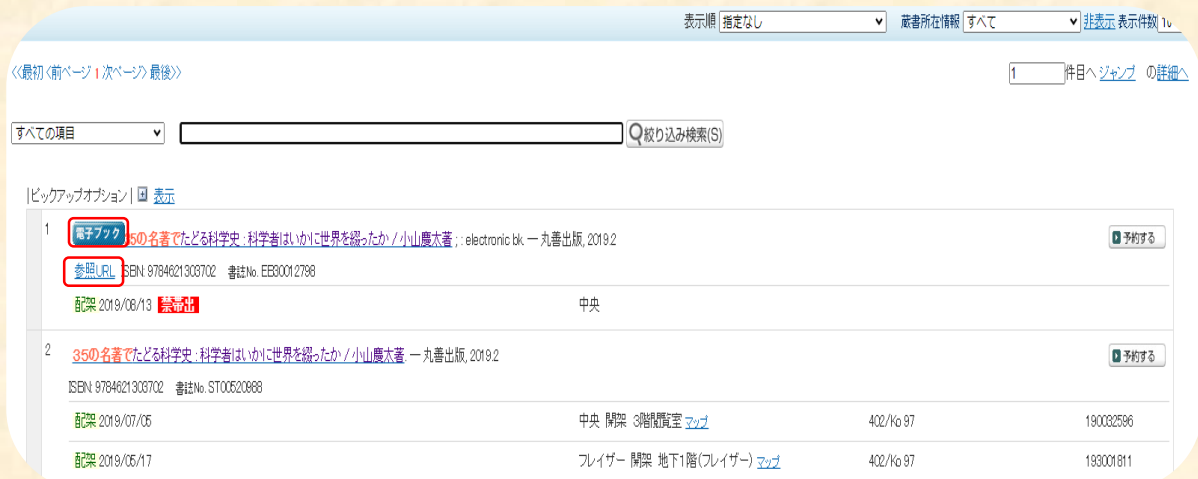 表示順 指定なし 蔵書所在情報 すべて 非表示 表示件数 10
<<最初 <前ページ 1 次ページ> 最後>>
1 件目へ ジャンプ の詳細へ
すべての項目 絞り込み検索(S)
|ピックアップオプション| 表示
1 電子ブック 35の名著でたどる科学史 : 科学者はいかに世界を綴ったか / 小山慶太著 ; : electronic bk. — 丸善出版, 2019.2 予約する
参照URL ISBN: 9784621303702 書誌No. EB30012798
配架 2019/08/13 禁帯出 中央
2 35の名著でたどる科学史 : 科学者はいかに世界を綴ったか / 小山慶太著. — 丸善出版, 2019.2 予約する
ISBN: 9784621303702 書誌No. ST00520988
配架 2019/07/05 中央 開架 3階閲覧室 マップ 402/Ko 97 190032596
配架 2019/05/17 フレイザー 開架 地下1階(フレイザー) マップ 402/Ko 97 193001811